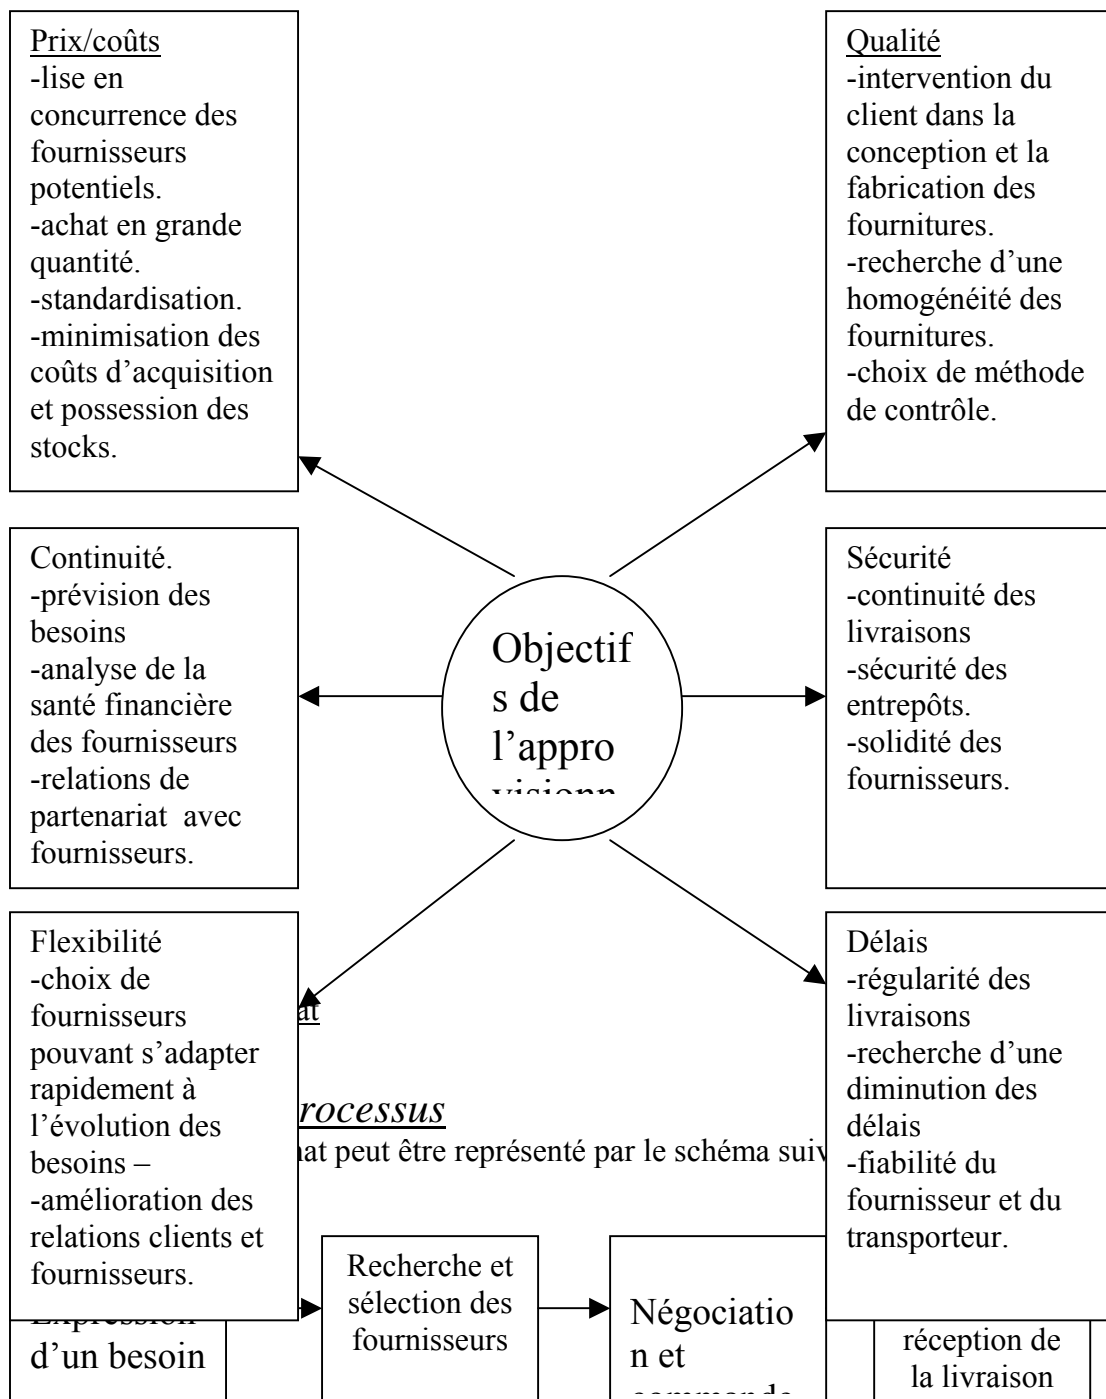 Prix/coûts
-lise en
concurrence des
fournisseurs
potentiels.
-achat en grande
quantité.
-standardisation.
-minimisation des
coûts d’acquisition
et possession des
stocks.
Qualité
-intervention du
client dans la
conception et la
fabrication des
fournitures.
-recherche d’une
homogénéité des
fournitures.
-choix de méthode
de contrôle.
Continuité.
-prévision des
besoins
-analyse de la
santé financière
des fournisseurs
-relations de
partenariat  avec
fournisseurs.
Objectif
s de
l’appro
visionn
Sécurité
-continuité des
livraisons
-sécurité des
entrepôts.
-solidité des
fournisseurs.
Flexibilité
-choix de
fournisseurs
pouvant s’adapter
rapidement à
l’évolution des
besoins –
-amélioration des
relations clients et
fournisseurs.
Délais
-régularité des
livraisons
-recherche d’une
diminution des
délais
-fiabilité du
fournisseur et du
transporteur.
at
rocessus
hat peut être représenté par le schéma suiv
Expression
d’un besoin
Recherche et
sélection des
fournisseurs
Négociatio
n et
commande
réception de
la livraison